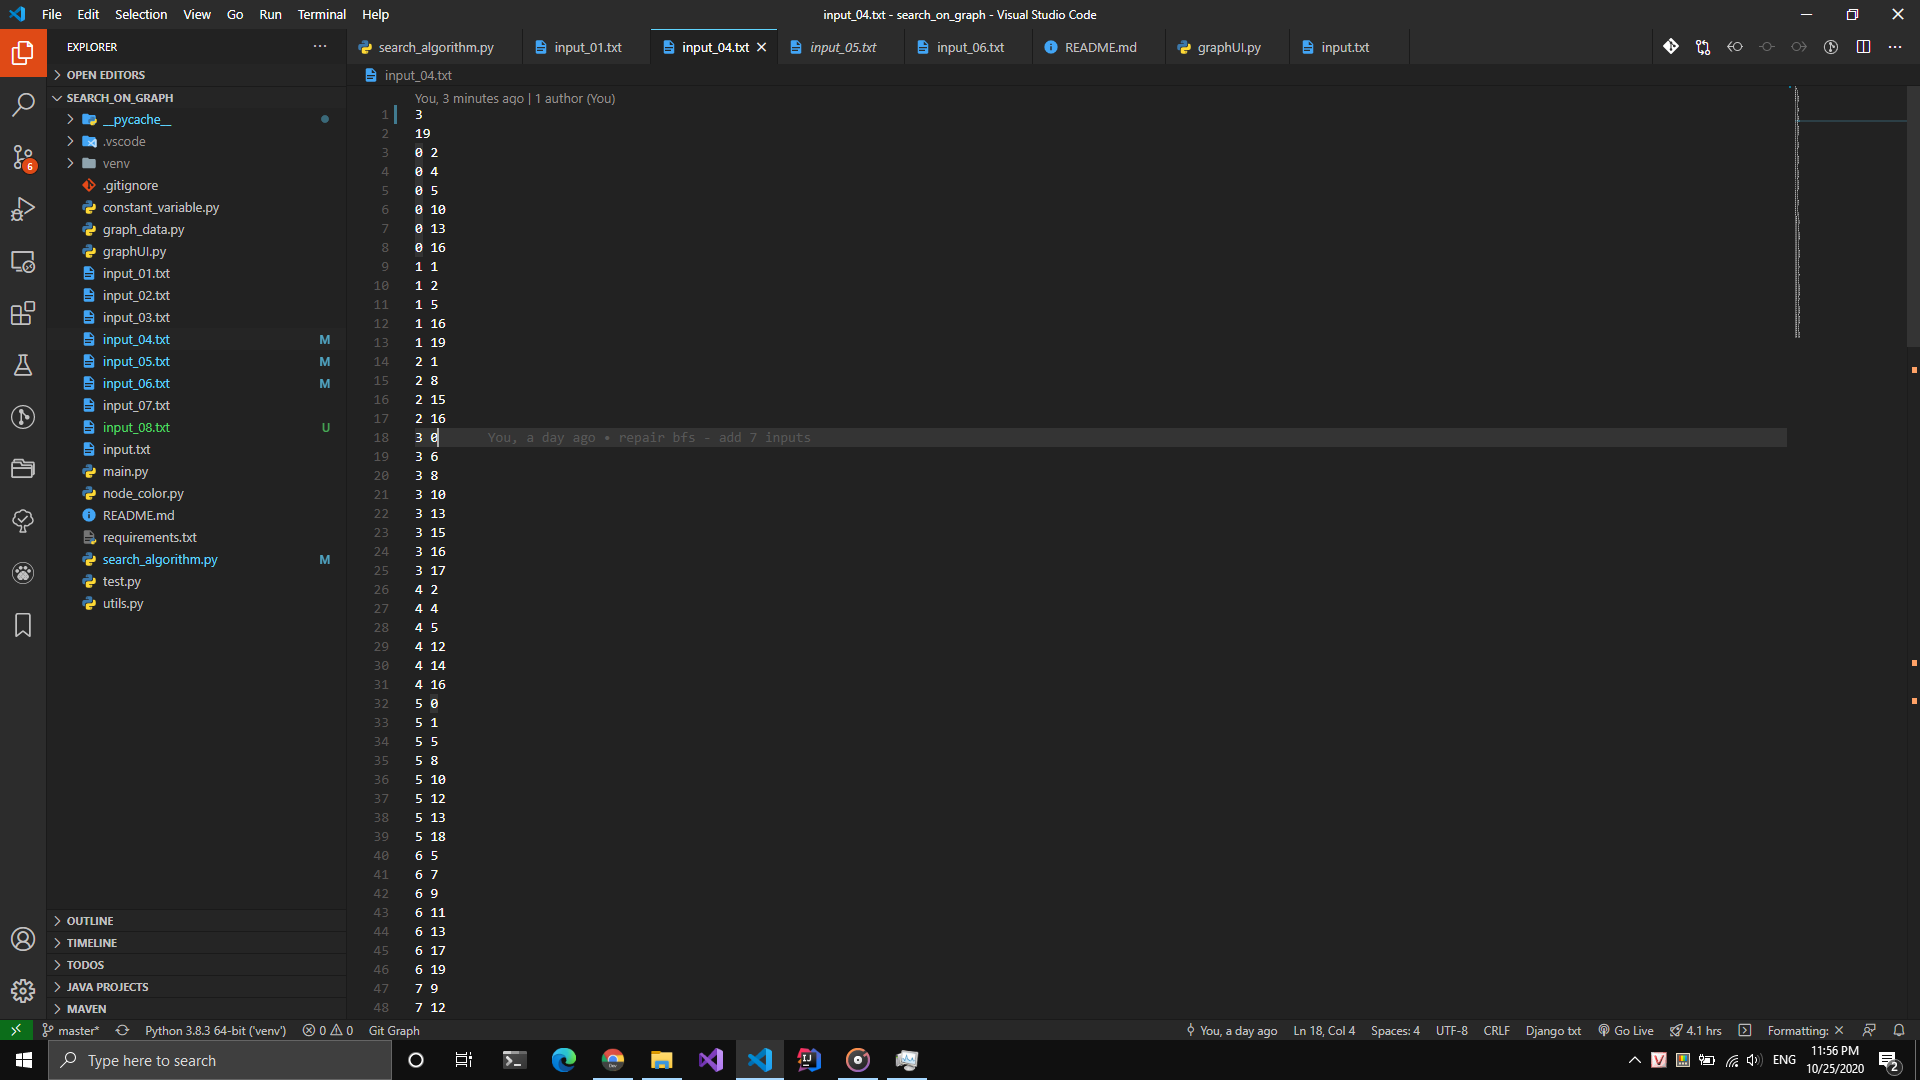 File Edit Selection View Go Run Terminal Help
input_04.txt - search_on_graph - Visual Studio Code
EXPLORER
search_algorithm.py input_01.txt input_04.txt input_05.txt input_06.txt README.md graphUI.py input.txt
OPEN EDITORS
SEARCH_ON_GRAPH
__pycache__
.vscode
venv
.gitignore
constant_variable.py
graph_data.py
graphUI.py
input_01.txt
input_02.txt
input_03.txt
input_04.txt M
input_05.txt M
input_06.txt M
input_07.txt
input_08.txt U
input.txt
main.py
node_color.py
README.md
requirements.txt
search_algorithm.py M
test.py
utils.py
OUTLINE
TIMELINE
TODOS
JAVA PROJECTS
MAVEN
6
input_04.txt
You, 3 minutes ago | 1 author (You)
1 3
2 19
3 0 2
4 0 4
5 0 5
6 0 10
7 0 13
8 0 16
9 1 1
10 1 2
11 1 5
12 1 16
13 1 19
14 2 1
15 2 8
16 2 15
17 2 16
18 3 0 You, a day ago • repair bfs - add 7 inputs
19 3 6
20 3 8
21 3 10
22 3 13
23 3 15
24 3 16
25 3 17
26 4 2
27 4 4
28 4 5
29 4 12
30 4 14
31 4 16
32 5 0
33 5 1
34 5 5
35 5 8
36 5 10
37 5 12
38 5 13
39 5 18
40 6 5
41 6 7
42 6 9
43 6 11
44 6 13
45 6 17
46 6 19
47 7 9
48 7 12
master* Python 3.8.3 64-bit ('venv') 0 0 Git Graph
You, a day ago Ln 18, Col 4 Spaces: 4 UTF-8 CRLF Django txt Go Live 4.1 hrs Formatting: ✕
Type here to search
ENG
11:56 PM
10/25/2020
2